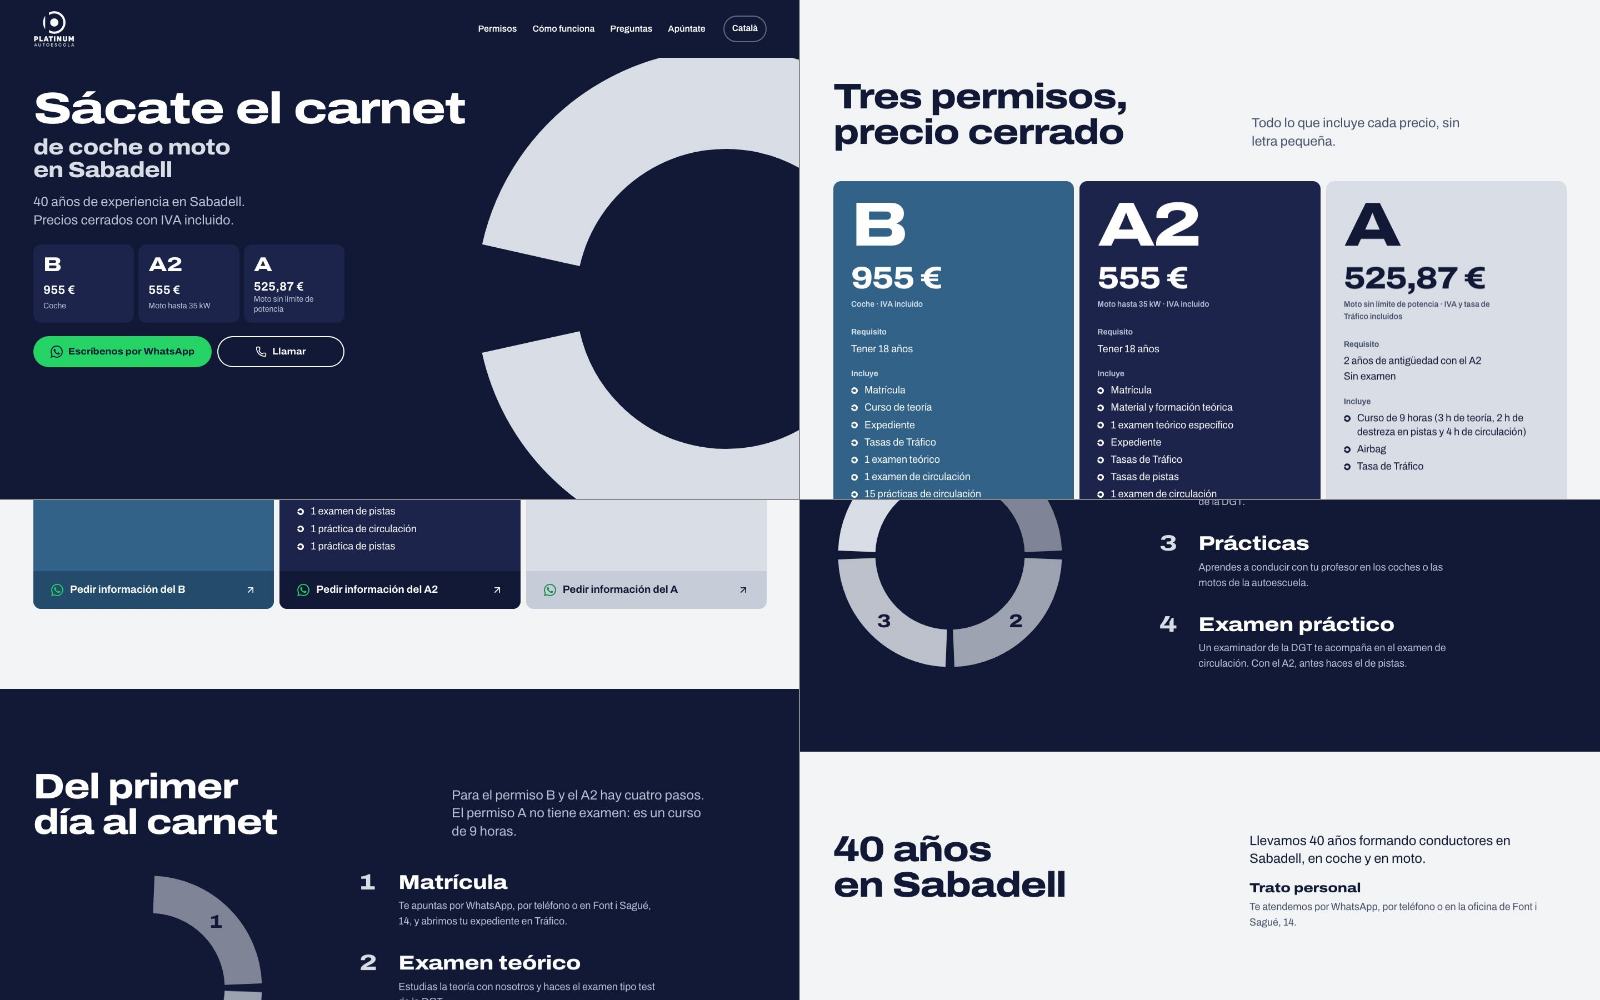 PLATINUM
AUTOESCOLA
Permisos
Cómo funciona
Preguntas
Apúntate
Català
Sácate el carnet
de coche o moto
en Sabadell
40 años de experiencia en Sabadell.
Precios cerrados con IVA incluido.
B
955 €
Coche
A2
555 €
Moto hasta 35 kW
A
525,87 €
Moto sin límite de
potencia
Escríbenos por WhatsApp
Llamar
Tres permisos,
precio cerrado
Todo lo que incluye cada precio, sin
letra pequeña.
B
955 €
Coche · IVA incluido
Requisito
Tener 18 años
Incluye
Matrícula
Curso de teoría
Expediente
Tasas de Tráfico
1 examen teórico
1 examen de circulación
15 prácticas de circulación
A2
555 €
Moto hasta 35 kW · IVA incluido
Requisito
Tener 18 años
Incluye
Matrícula
Material y formación teórica
1 examen teórico específico
Expediente
Tasas de Tráfico
Tasas de pistas
1 examen de circulación
A
525,87 €
Moto sin límite de potencia · IVA y tasa de
Tráfico incluidos
Requisito
2 años de antigüedad con el A2
Sin examen
Incluye
Curso de 9 horas (3 h de teoría, 2 h de
destreza en pistas y 4 h de circulación)
Airbag
Tasa de Tráfico
1 examen de pistas
1 práctica de circulación
1 práctica de pistas
Pedir información del B
Pedir información del A2
Pedir información del A
Del primer
día al carnet
Para el permiso B y el A2 hay cuatro pasos.
El permiso A no tiene examen: es un curso
de 9 horas.
1
1 Matrícula
Te apuntas por WhatsApp, por teléfono o en Font i Sagué,
14, y abrimos tu expediente en Tráfico.
2 Examen teórico
Estudias la teoría con nosotros y haces el examen tipo test
de la DGT.
de la DGT.
3
2
3 Prácticas
Aprendes a conducir con tu profesor en los coches o las
motos de la autoescuela.
4 Examen práctico
Un examinador de la DGT te acompaña en el examen de
circulación. Con el A2, antes haces el de pistas.
40 años
en Sabadell
Llevamos 40 años formando conductores en
Sabadell, en coche y en moto.
Trato personal
Te atendemos por WhatsApp, por teléfono o en la oficina de Font i
Sagué, 14.